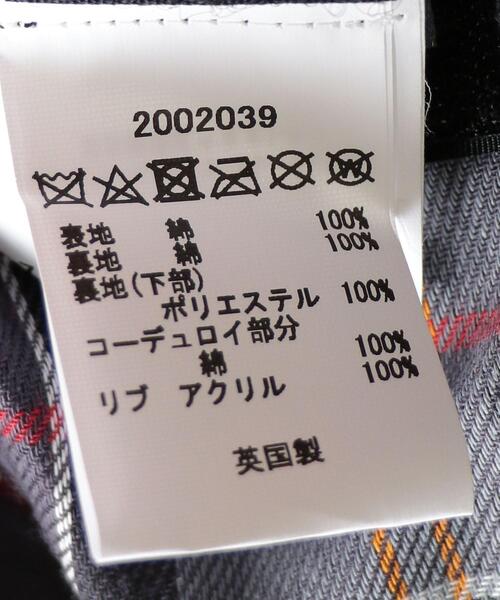 2002039
表地 綿 100%
裏地 綿 100%
裏地(下部)
ポリエステル 100%
コーデュロイ部分
綿 100%
リブ アクリル 100%
英国製